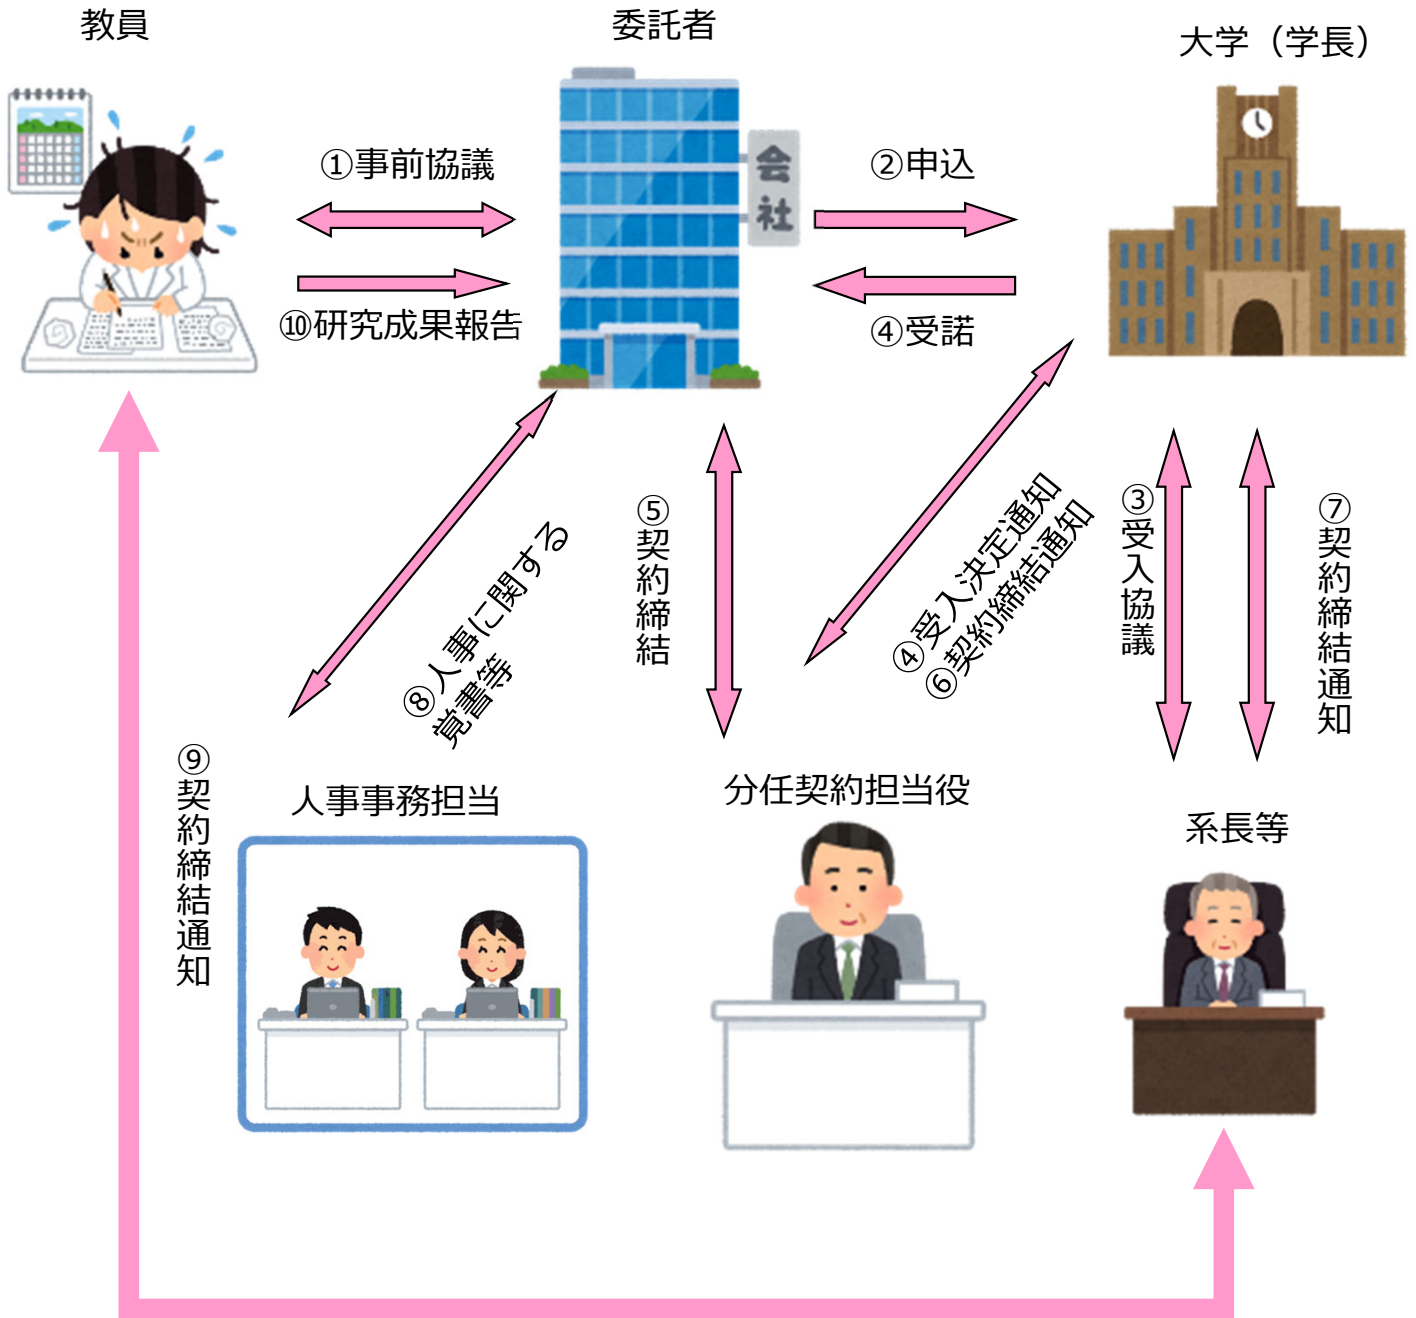 教員
委託者
大学（学長）
①事前協議
会社
②申込
⑩研究成果報告
④受諾
⑧人事に関する
覚書等
⑤契約締結
④受入決定通知
⑥契約締結通知
③受入協議
⑦契約締結通知
⑨契約締結通知
人事事務担当
分任契約担当役
系長等